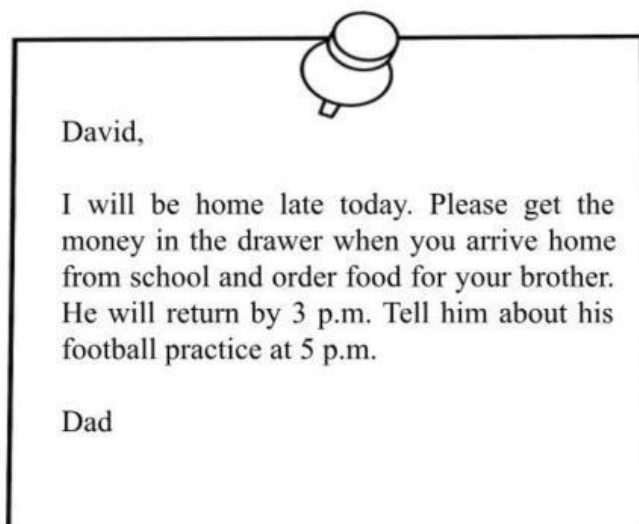 David,
I will be home late today. Please get the
money in the drawer when you arrive home
from school and order food for your brother.
He will return by 3 p.m. Tell him about his
football practice at 5 p.m.
Dad